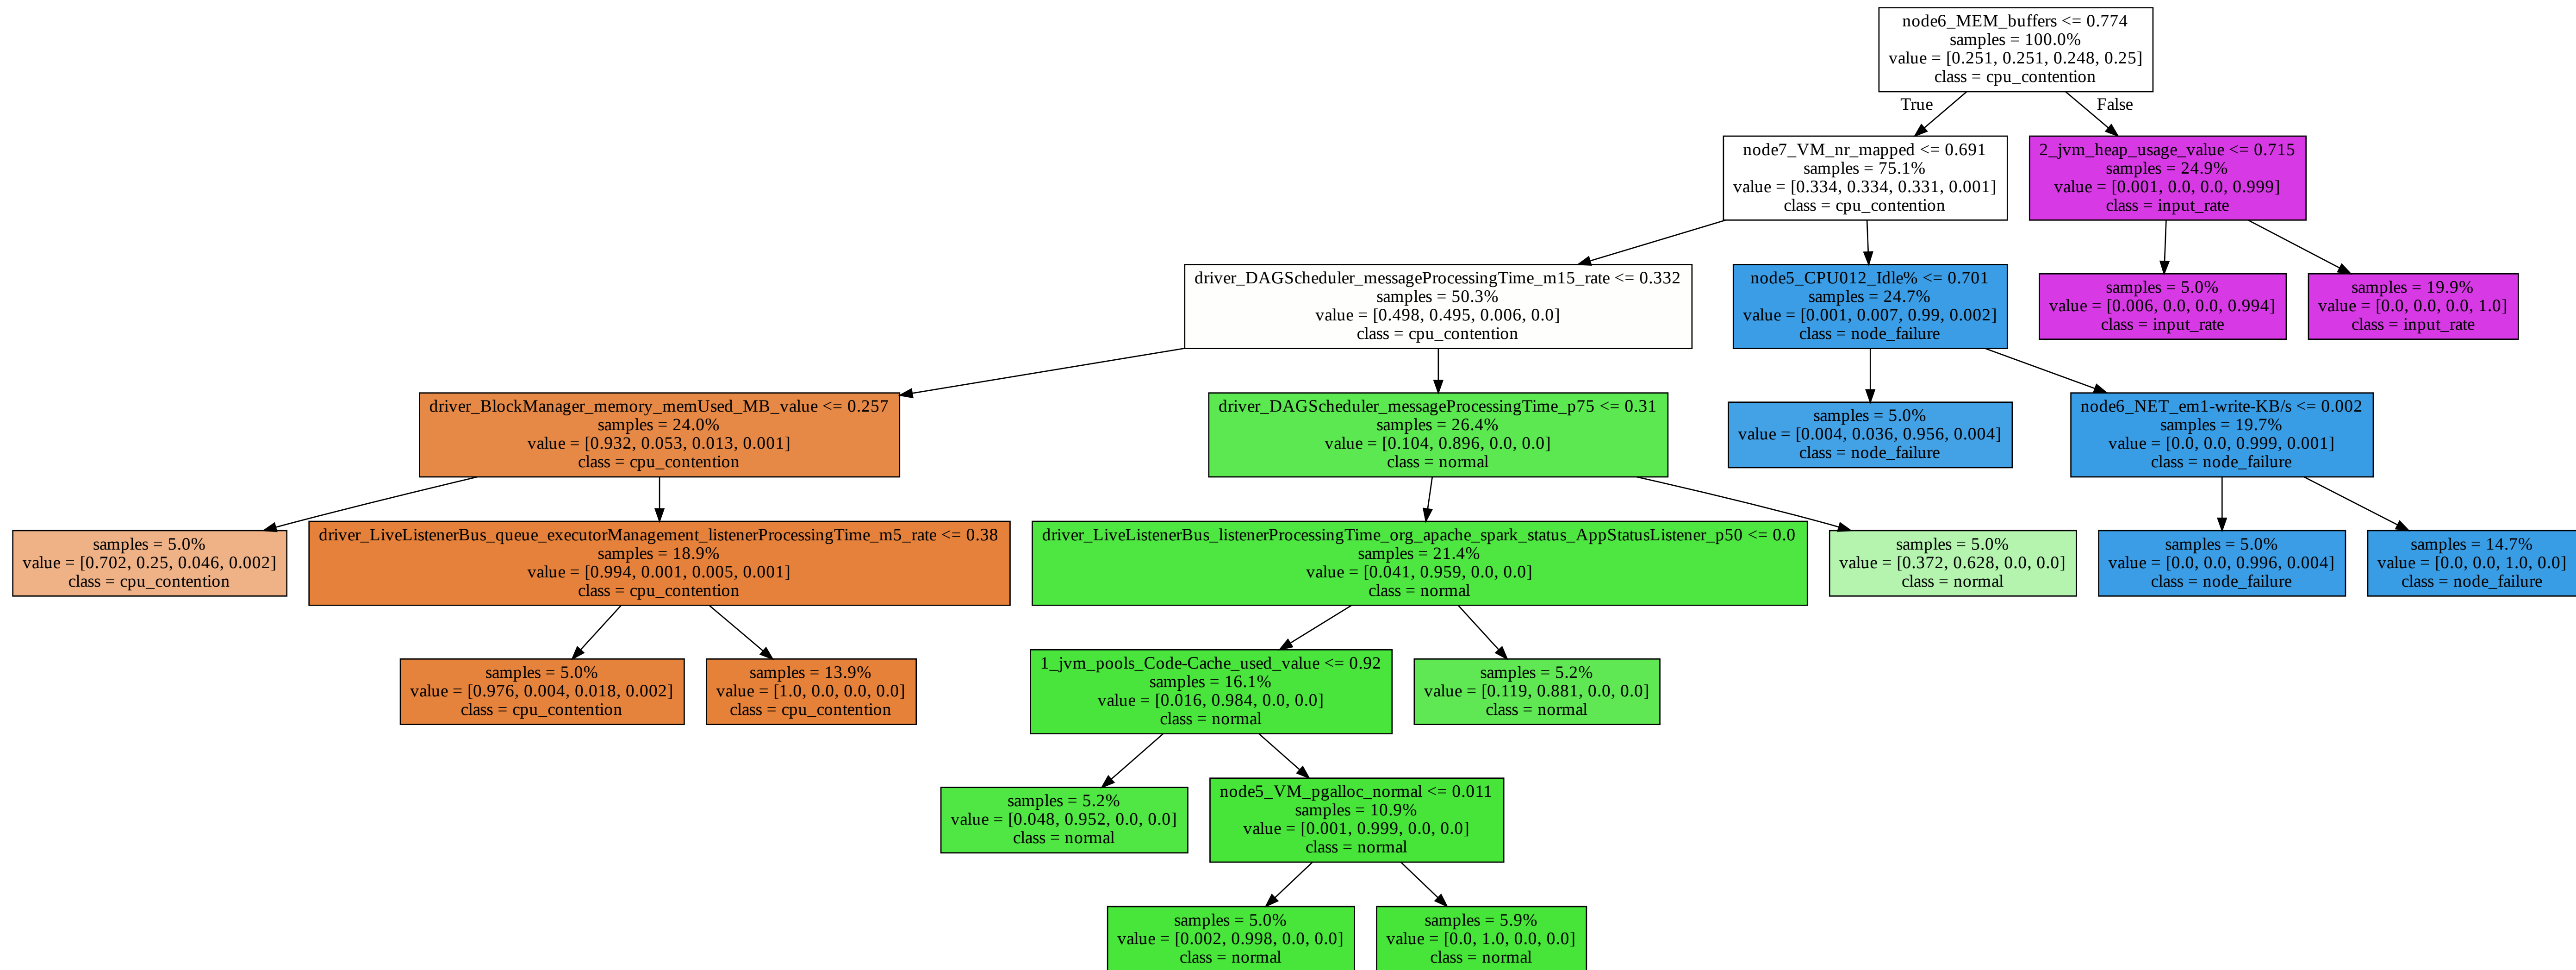 node6_MEM_buffers <= 0.774
samples = 100.0%
value = [0.251, 0.251, 0.248, 0.25]
class = cpu_contention
True
False
node7_VM_nr_mapped <= 0.691
samples = 75.1%
value = [0.334, 0.334, 0.331, 0.001]
class = cpu_contention
2_jvm_heap_usage_value <= 0.715
samples = 24.9%
value = [0.001, 0.0, 0.0, 0.999]
class = input_rate
driver_DAGScheduler_messageProcessingTime_m15_rate <= 0.332
samples = 50.3%
value = [0.498, 0.495, 0.006, 0.0]
class = cpu_contention
node5_CPU012_Idle% <= 0.701
samples = 24.7%
value = [0.001, 0.007, 0.99, 0.002]
class = node_failure
samples = 5.0%
value = [0.006, 0.0, 0.0, 0.994]
class = input_rate
samples = 19.9%
value = [0.0, 0.0, 0.0, 1.0]
class = input_rate
driver_BlockManager_memory_memUsed_MB_value <= 0.257
samples = 24.0%
value = [0.932, 0.053, 0.013, 0.001]
class = cpu_contention
driver_DAGScheduler_messageProcessingTime_p75 <= 0.31
samples = 26.4%
value = [0.104, 0.896, 0.0, 0.0]
class = normal
samples = 5.0%
value = [0.004, 0.036, 0.956, 0.004]
class = node_failure
node6_NET_em1-write-KB/s <= 0.002
samples = 19.7%
value = [0.0, 0.0, 0.999, 0.001]
class = node_failure
samples = 5.0%
value = [0.702, 0.25, 0.046, 0.002]
class = cpu_contention
driver_LiveListenerBus_queue_executorManagement_listenerProcessingTime_m5_rate <= 0.38
samples = 18.9%
value = [0.994, 0.001, 0.005, 0.001]
class = cpu_contention
driver_LiveListenerBus_listenerProcessingTime_org_apache_spark_status_AppStatusListener_p50 <= 0.0
samples = 21.4%
value = [0.041, 0.959, 0.0, 0.0]
class = normal
samples = 5.0%
value = [0.372, 0.628, 0.0, 0.0]
class = normal
samples = 5.0%
value = [0.0, 0.0, 0.996, 0.004]
class = node_failure
samples = 14.7%
value = [0.0, 0.0, 1.0, 0.0]
class = node_failure
samples = 5.0%
value = [0.976, 0.004, 0.018, 0.002]
class = cpu_contention
samples = 13.9%
value = [1.0, 0.0, 0.0, 0.0]
class = cpu_contention
1_jvm_pools_Code-Cache_used_value <= 0.92
samples = 16.1%
value = [0.016, 0.984, 0.0, 0.0]
class = normal
samples = 5.2%
value = [0.119, 0.881, 0.0, 0.0]
class = normal
samples = 5.2%
value = [0.048, 0.952, 0.0, 0.0]
class = normal
node5_VM_pgalloc_normal <= 0.011
samples = 10.9%
value = [0.001, 0.999, 0.0, 0.0]
class = normal
samples = 5.0%
value = [0.002, 0.998, 0.0, 0.0]
class = normal
samples = 5.9%
value = [0.0, 1.0, 0.0, 0.0]
class = normal